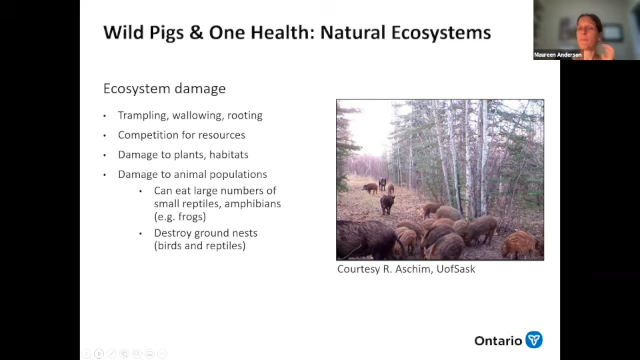 Wild Pigs & One Health: Natural Ecosystems
Maureen Anderson
Ecosystem damage
• Trampling, wallowing, rooting
• Competition for resources
• Damage to plants, habitats
• Damage to animal populations
• Can eat large numbers of
small reptiles, amphibians
(e.g. frogs)
• Destroy ground nests
(birds and reptiles)
Courtesy R. Aschim, UofSask
Ontario